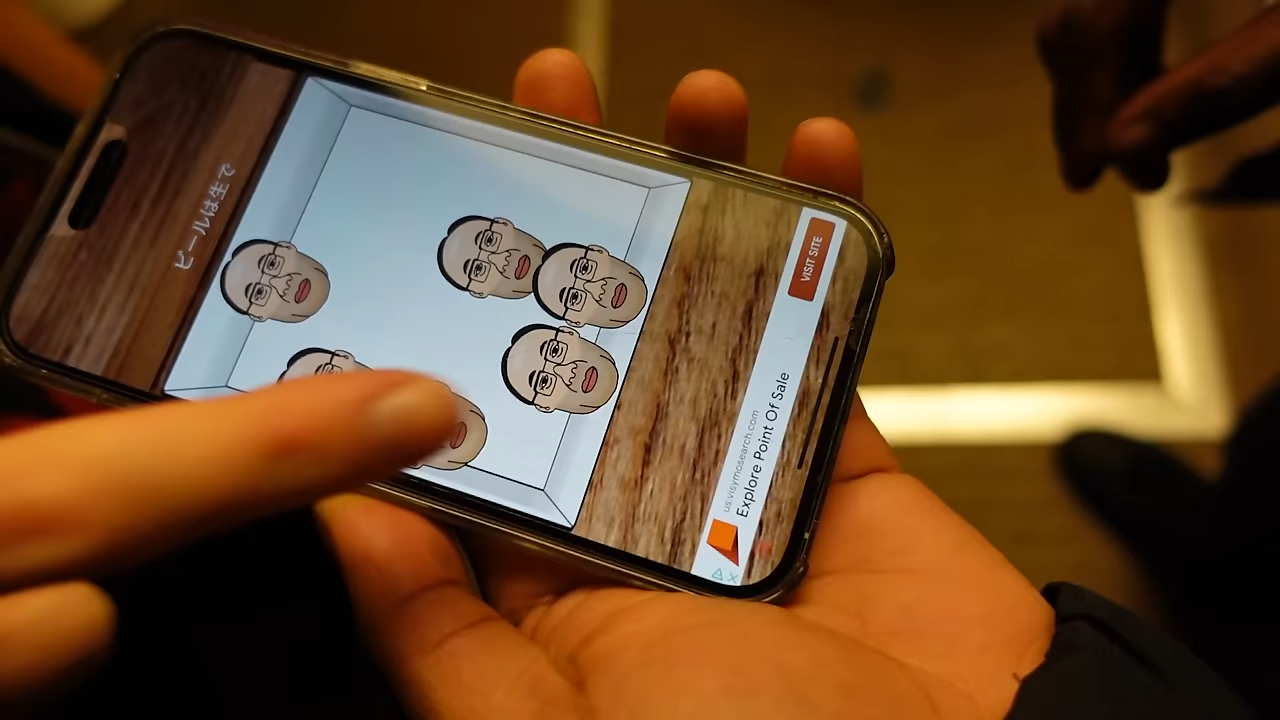 ビールは生で
us.visymosearch.com
Explore Point Of Sale
VISIT SITE